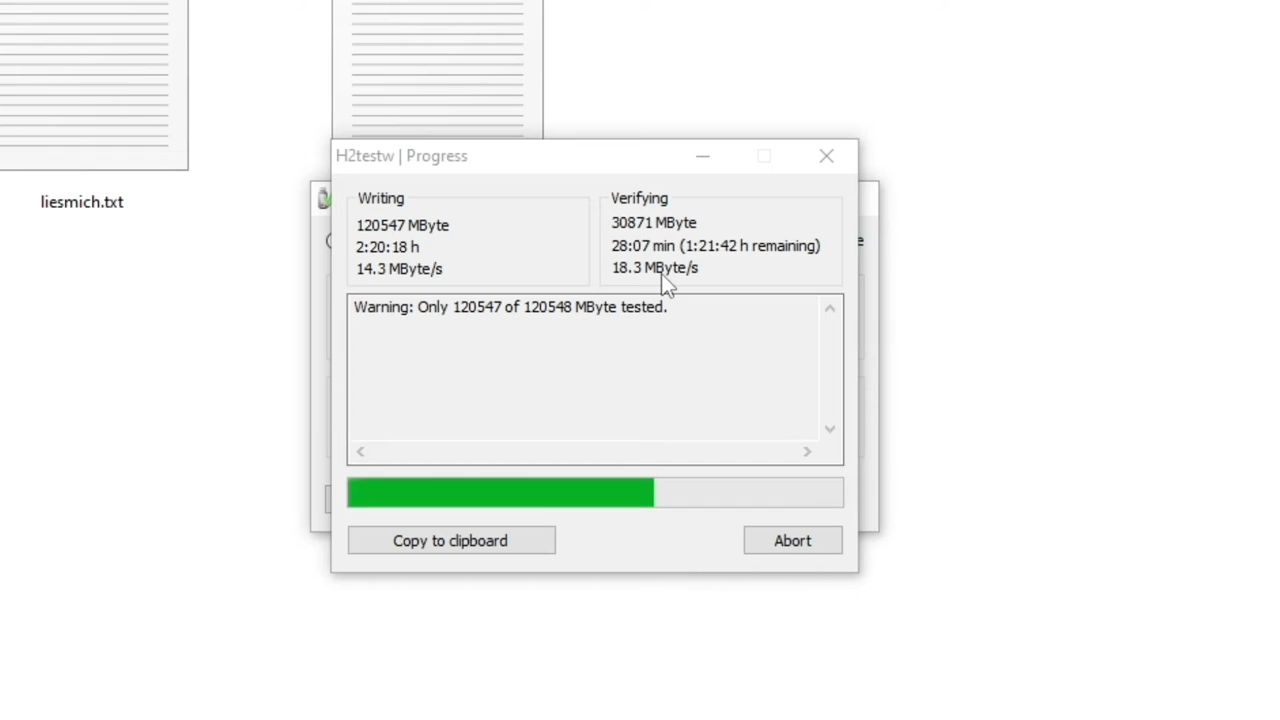 liesmich.txt
H2testw | Progress
Writing
120547 MByte
2:20:18 h
14.3 MByte/s
Verifying
30871 MByte
28:07 min (1:21:42 h remaining)
18.3 MByte/s
Warning: Only 120547 of 120548 MByte tested.
Copy to clipboard
Abort